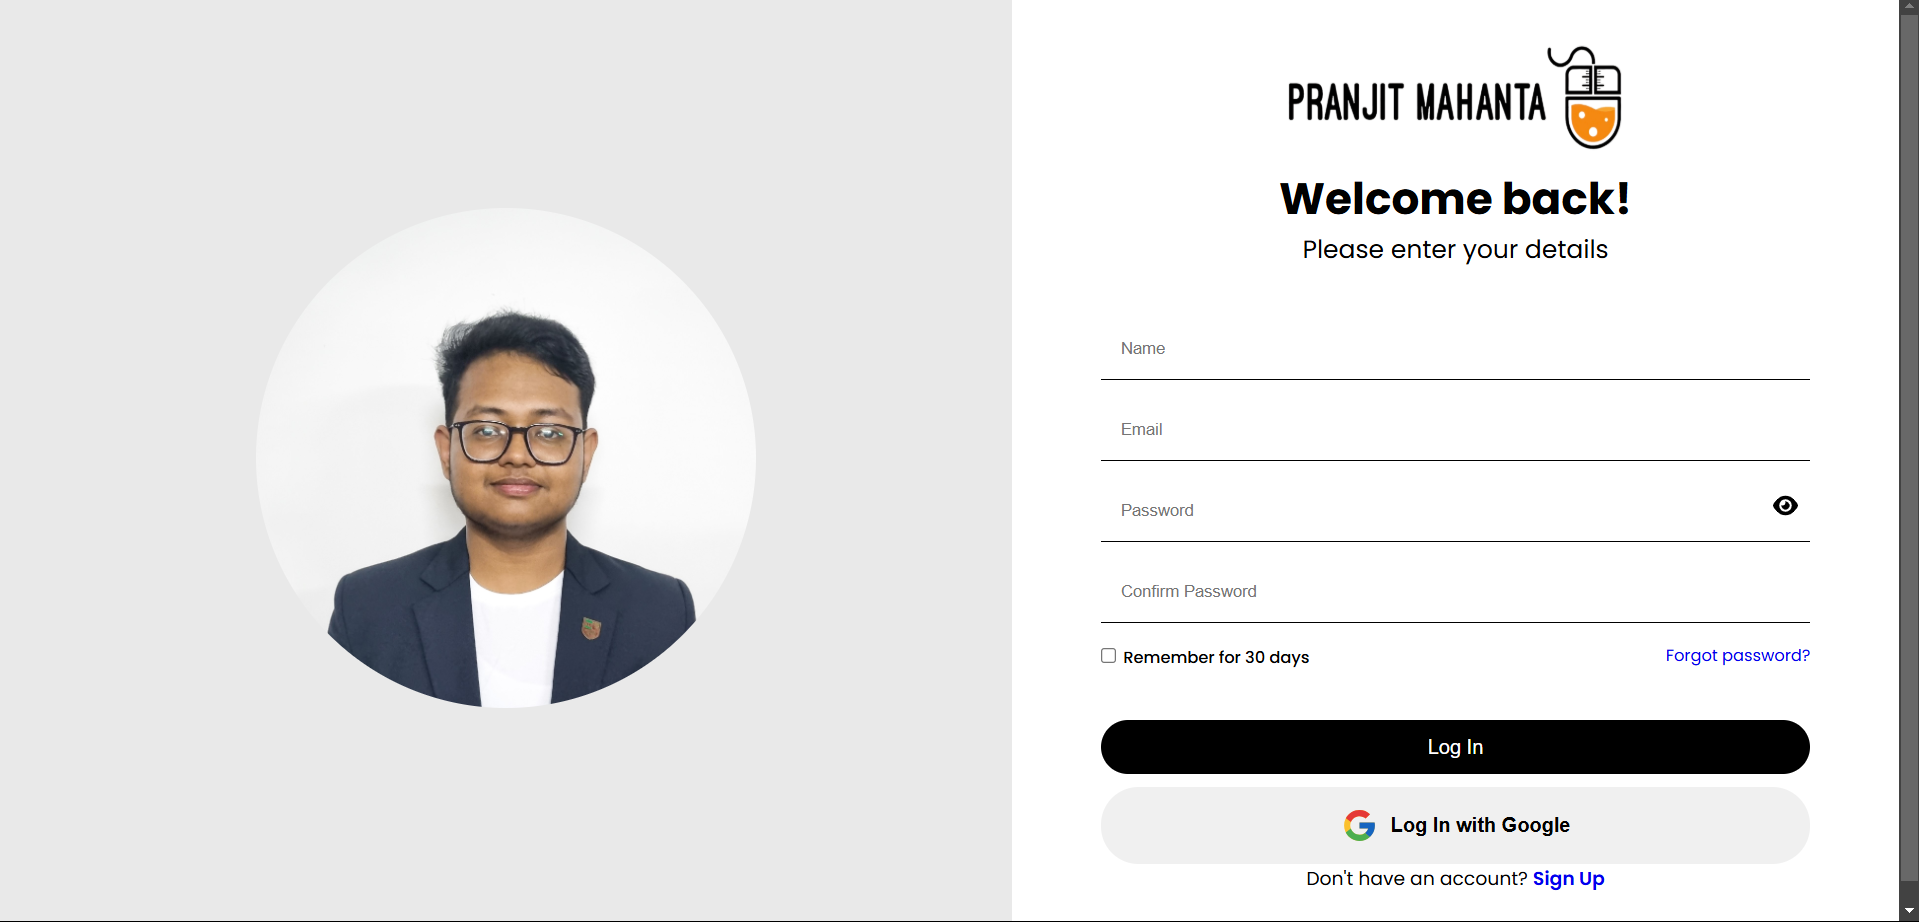 PRANJIT MAHANTA
Welcome back!
Please enter your details
Name
Email
Password
Confirm Password
Remember for 30 days
Forgot password?
Log In
Log In with Google
Don't have an account? Sign Up